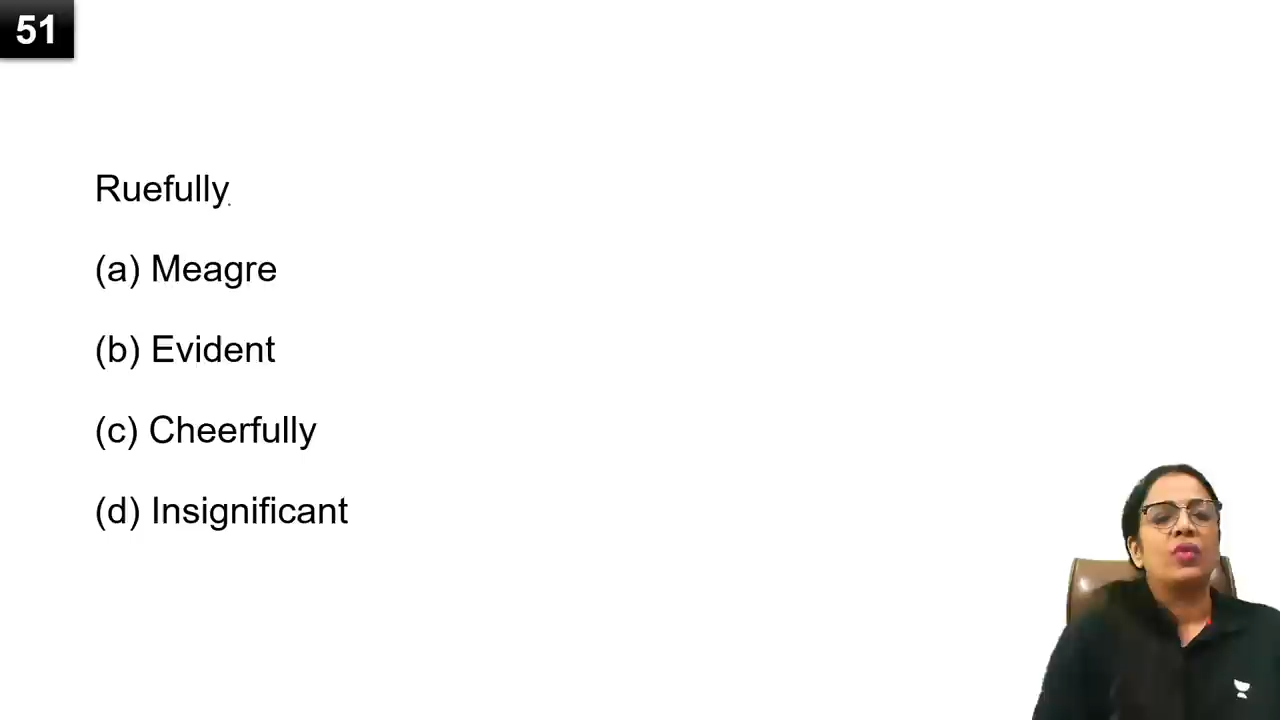 51
Ruefully
(a) Meagre
(b) Evident
(c) Cheerfully
(d) Insignificant